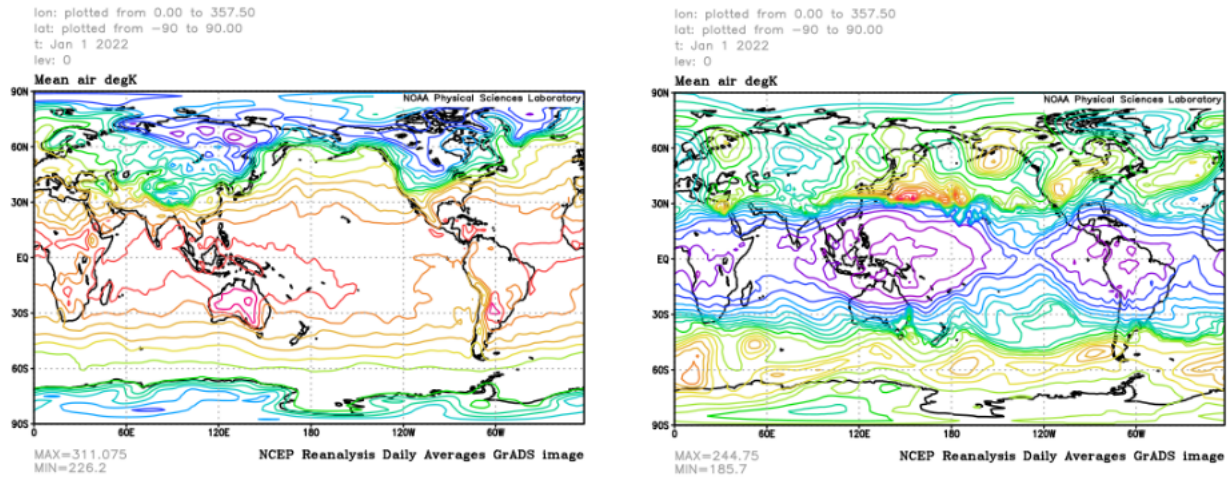 lon: plotted from 0.00 to 357.50
lat: plotted from -90 to 90.00
t: Jan 1 2022
lev: 0
Mean air degK
NOAA Physical Sciences Laboratory
90N
60N
30N
EQ
30S
60S
90S
0 60E 120E 180 120W 60W
MAX=311.075
MIN=226.2
NCEP Reanalysis Daily Averages GrADS image
lon: plotted from 0.00 to 357.50
lat: plotted from -90 to 90.00
t: Jan 1 2022
lev: 0
Mean air degK
NOAA Physical Sciences Laboratory
90N
60N
30N
EQ
30S
60S
90S
0 60E 120E 180 120W 60W
MAX=244.75
MIN=185.7
NCEP Reanalysis Daily Averages GrADS image